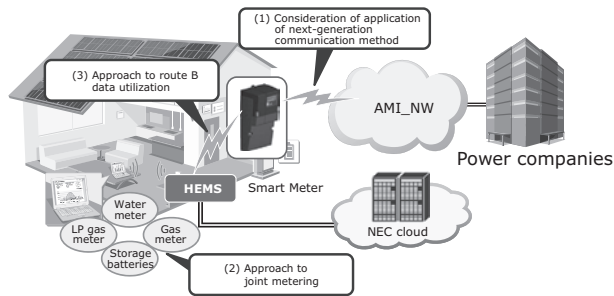 (1) Consideration of application
of next-generation
communication method
(3) Approach to route B
data utilization
AMI_NW
Power companies
HEMS
Smart Meter
Water
meter
LP gas
meter
Gas
meter
Storage
batteries
NEC cloud
(2) Approach to
joint metering